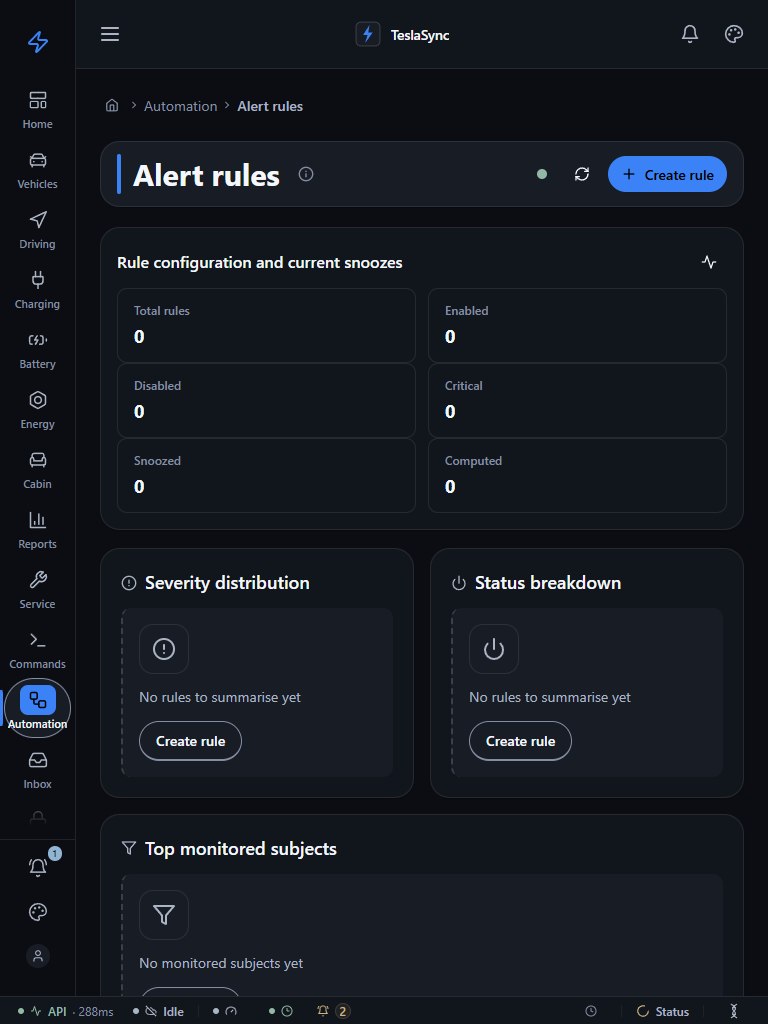 TeslaSync
Home
Vehicles
Driving
Charging
Battery
Energy
Cabin
Reports
Service
Commands
Automation
Inbox
1
Automation
Alert rules
Alert rules
Create rule
Rule configuration and current snoozes
Total rules
0
Enabled
0
Disabled
0
Critical
0
Snoozed
0
Computed
0
Severity distribution
No rules to summarise yet
Create rule
Status breakdown
No rules to summarise yet
Create rule
Top monitored subjects
No monitored subjects yet
API · 288ms
Idle
2
Status